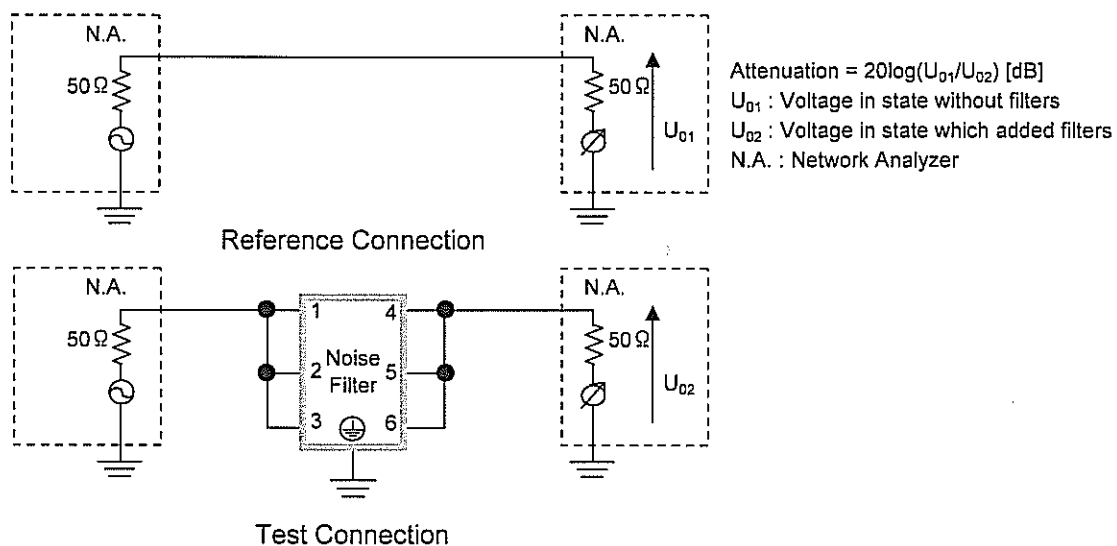 N.A.
N.A.
50Ω
50Ω
U01
Attenuation = 20log(U01/U02) [dB]
U01 : Voltage in state without filters
U02 : Voltage in state which added filters
N.A. : Network Analyzer
Reference Connection
N.A.
N.A.
50Ω
50Ω
U02
1
4
2
Noise
5
Filter
3
6
Test Connection